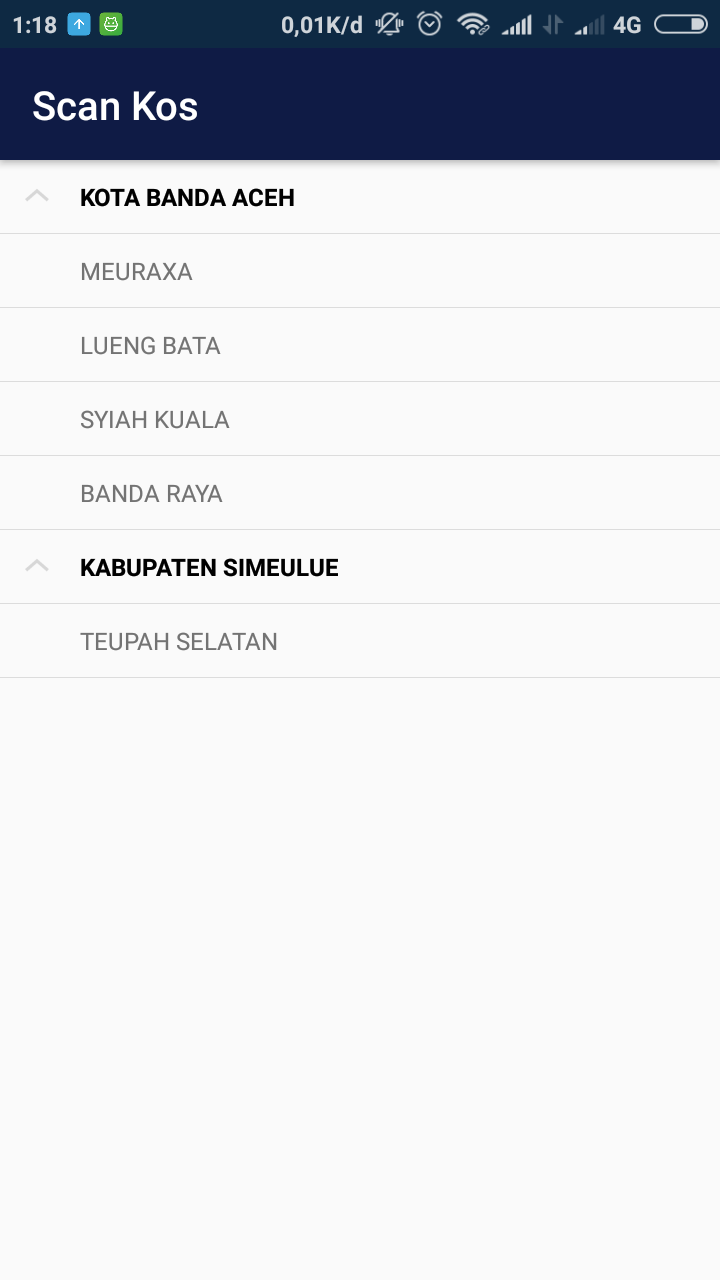 1:18 0,01K/d 4G
Scan Kos
KOTA BANDA ACEH
MEURAXA
LUENG BATA
SYIAH KUALA
BANDA RAYA
KABUPATEN SIMEULUE
TEUPAH SELATAN